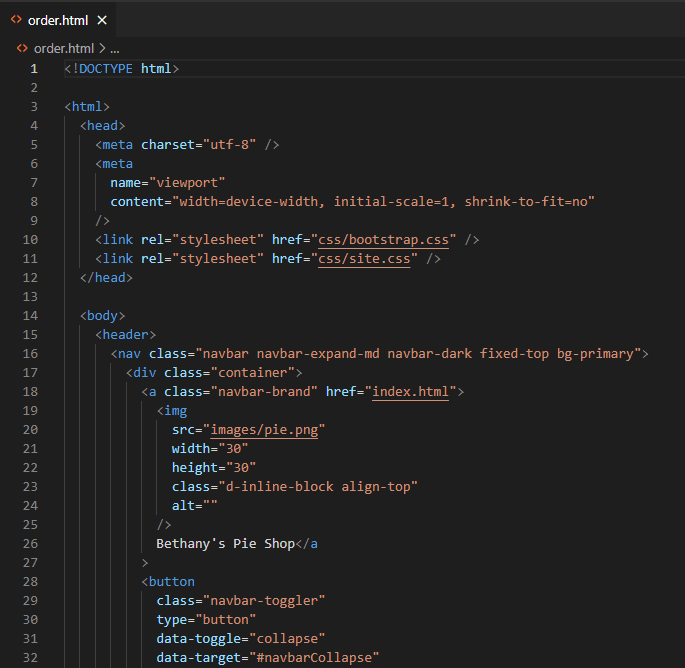 order.html
order.html > ...
1 <!DOCTYPE html>
2
3 <html>
4 <head>
5 <meta charset="utf-8" />
6 <meta
7 name="viewport"
8 content="width=device-width, initial-scale=1, shrink-to-fit=no"
9 />
10 <link rel="stylesheet" href="css/bootstrap.css" />
11 <link rel="stylesheet" href="css/site.css" />
12 </head>
13
14 <body>
15 <header>
16 <nav class="navbar navbar-expand-md navbar-dark fixed-top bg-primary">
17 <div class="container">
18 <a class="navbar-brand" href="index.html">
19 <img
20 src="images/pie.png"
21 width="30"
22 height="30"
23 class="d-inline-block align-top"
24 alt=""
25 />
26 Bethany's Pie Shop</a
27 >
28 <button
29 class="navbar-toggler"
30 type="button"
31 data-toggle="collapse"
32 data-target="#navbarCollapse"